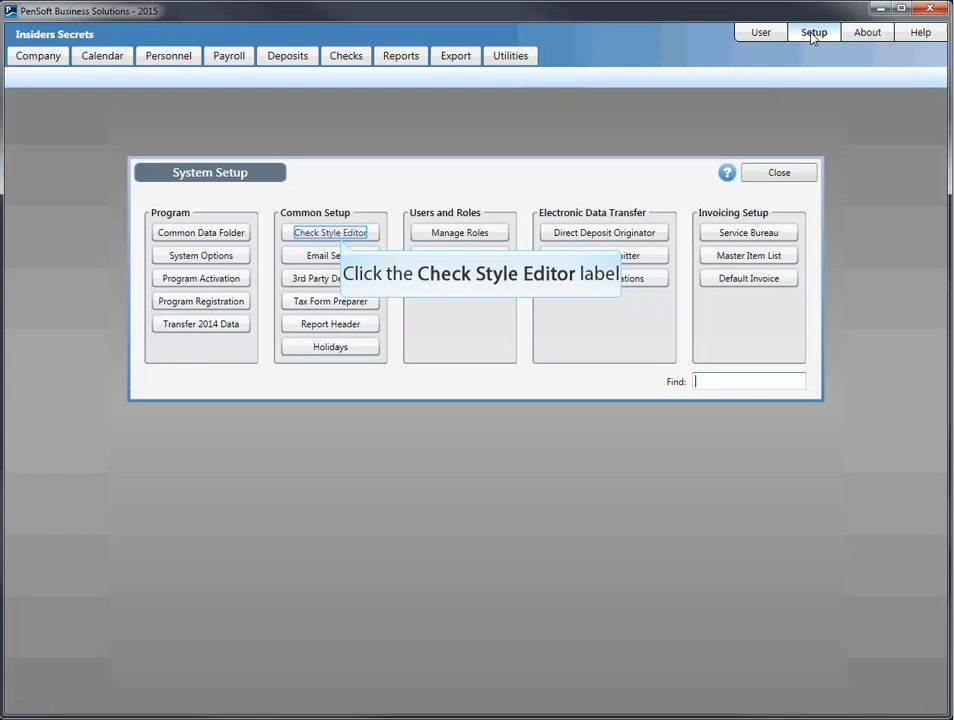 PenSoft Business Solutions - 2015
Insiders Secrets
User Setup About Help
Company Calendar Personnel Payroll Deposits Checks Reports Export Utilities
System Setup
? Close
Program
Common Data Folder
System Options
Program Activation
Program Registration
Transfer 2014 Data
Common Setup
Check Style Editor
Email
3rd Party
Tax Form Preparer
Report Header
Holidays
Click the Check Style Editor label
Users and Roles
Manage Roles
Electronic Data Transfer
Direct Deposit Originator
Invoicing Setup
Service Bureau
Master Item List
Default Invoice
Find: